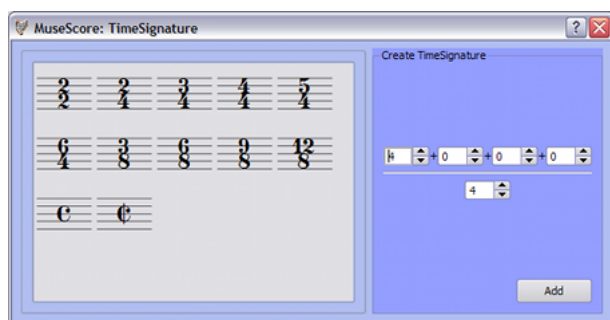 MuseScore: TimeSignature
Create TimeSignature
2 2 3 4 5
2 4 4 4 4
6 3 6 9 12
4 8 8 8 8
4 + 0 + 0 + 0
4
Add